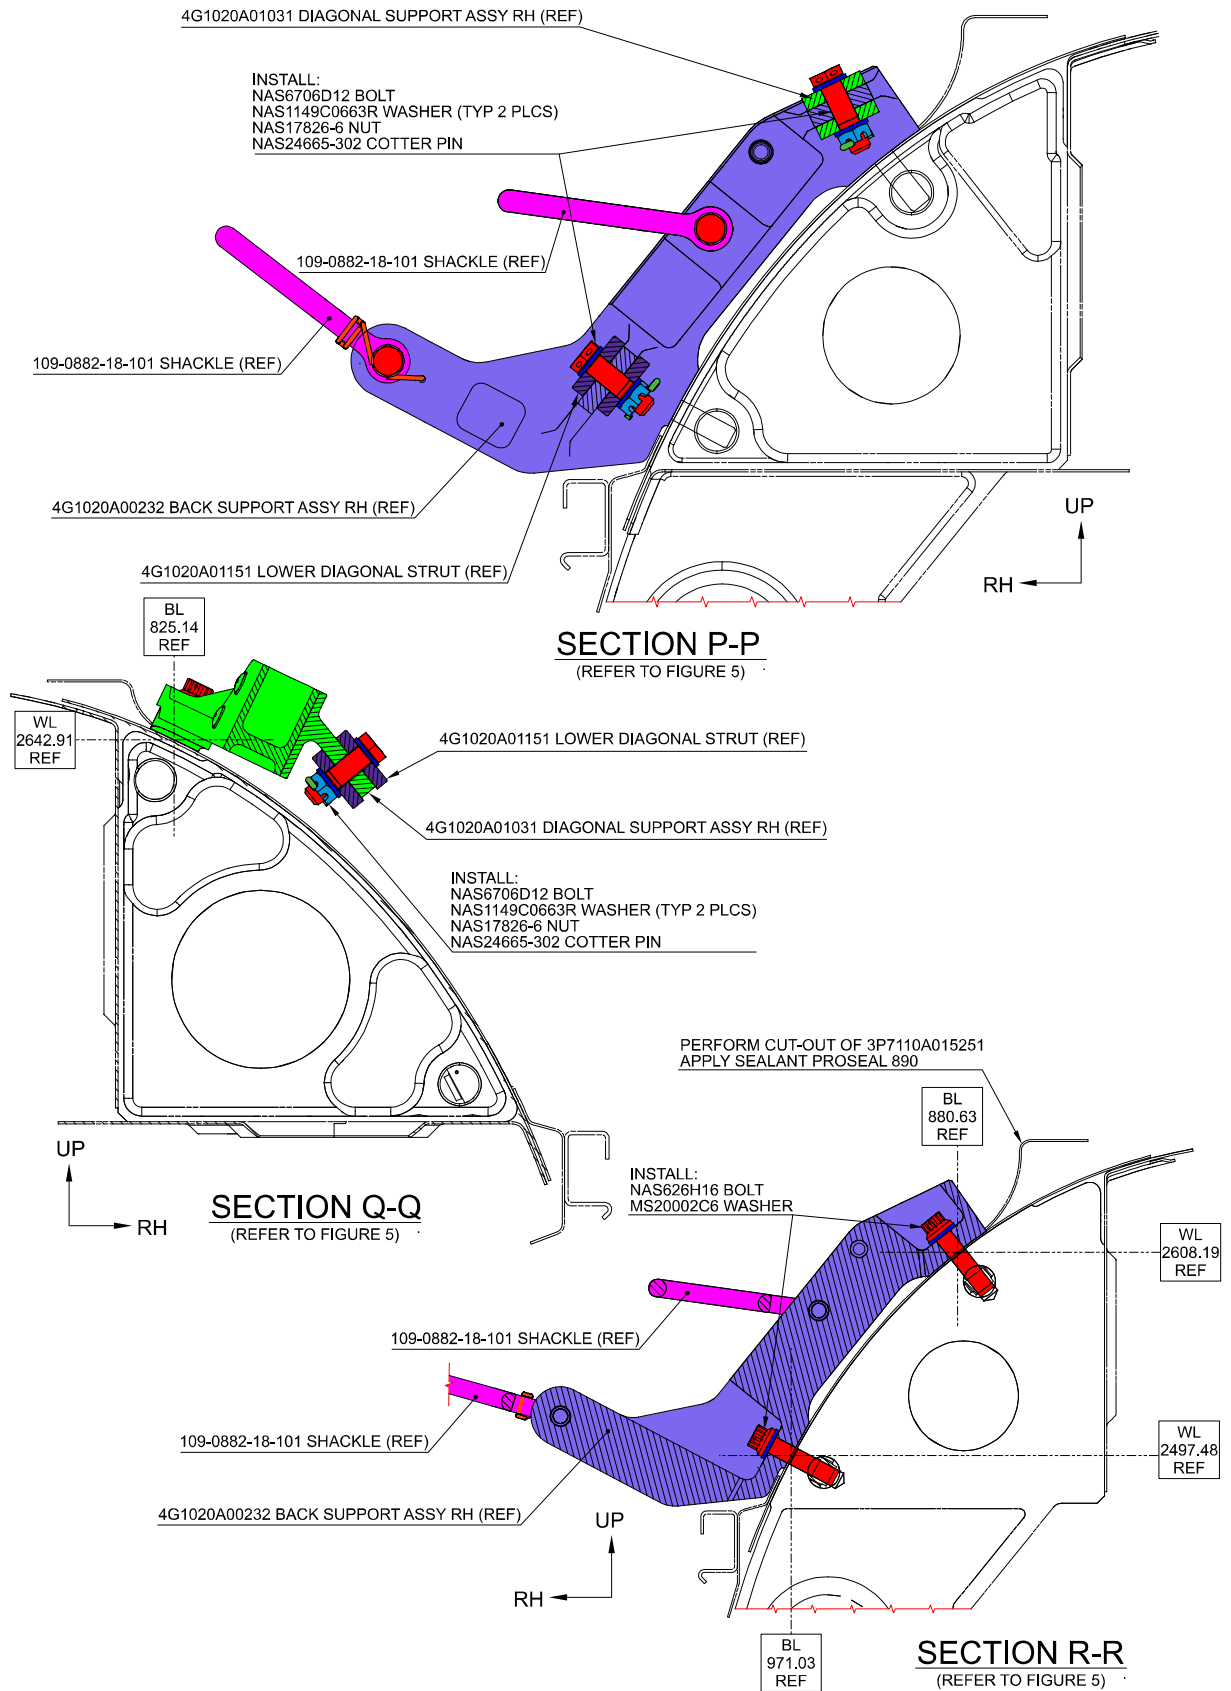 4G1020A01031 DIAGONAL SUPPORT ASSY RH (REF)
INSTALL:
NAS6706D12 BOLT
NAS1149C0663R WASHER (TYP 2 PLCS)
NAS17826-6 NUT
NAS24665-302 COTTER PIN
109-0882-18-101 SHACKLE (REF)
109-0882-18-101 SHACKLE (REF)
4G1020A00232 BACK SUPPORT ASSY RH (REF)
4G1020A01151 LOWER DIAGONAL STRUT (REF)
UP
RH
SECTION P-P
(REFER TO FIGURE 5)
BL
825.14
REF
WL
2642.91
REF
4G1020A01151 LOWER DIAGONAL STRUT (REF)
4G1020A01031 DIAGONAL SUPPORT ASSY RH (REF)
INSTALL:
NAS6706D12 BOLT
NAS1149C0663R WASHER (TYP 2 PLCS)
NAS17826-6 NUT
NAS24665-302 COTTER PIN
UP
RH
SECTION Q-Q
(REFER TO FIGURE 5)
PERFORM CUT-OUT OF 3P7110A015251
APPLY SEALANT PROSEAL 890
BL
880.63
REF
INSTALL:
NAS626H16 BOLT
MS20002C6 WASHER
WL
2608.19
REF
109-0882-18-101 SHACKLE (REF)
109-0882-18-101 SHACKLE (REF)
WL
2497.48
REF
4G1020A00232 BACK SUPPORT ASSY RH (REF)
UP
RH
BL
971.03
REF
SECTION R-R
(REFER TO FIGURE 5)